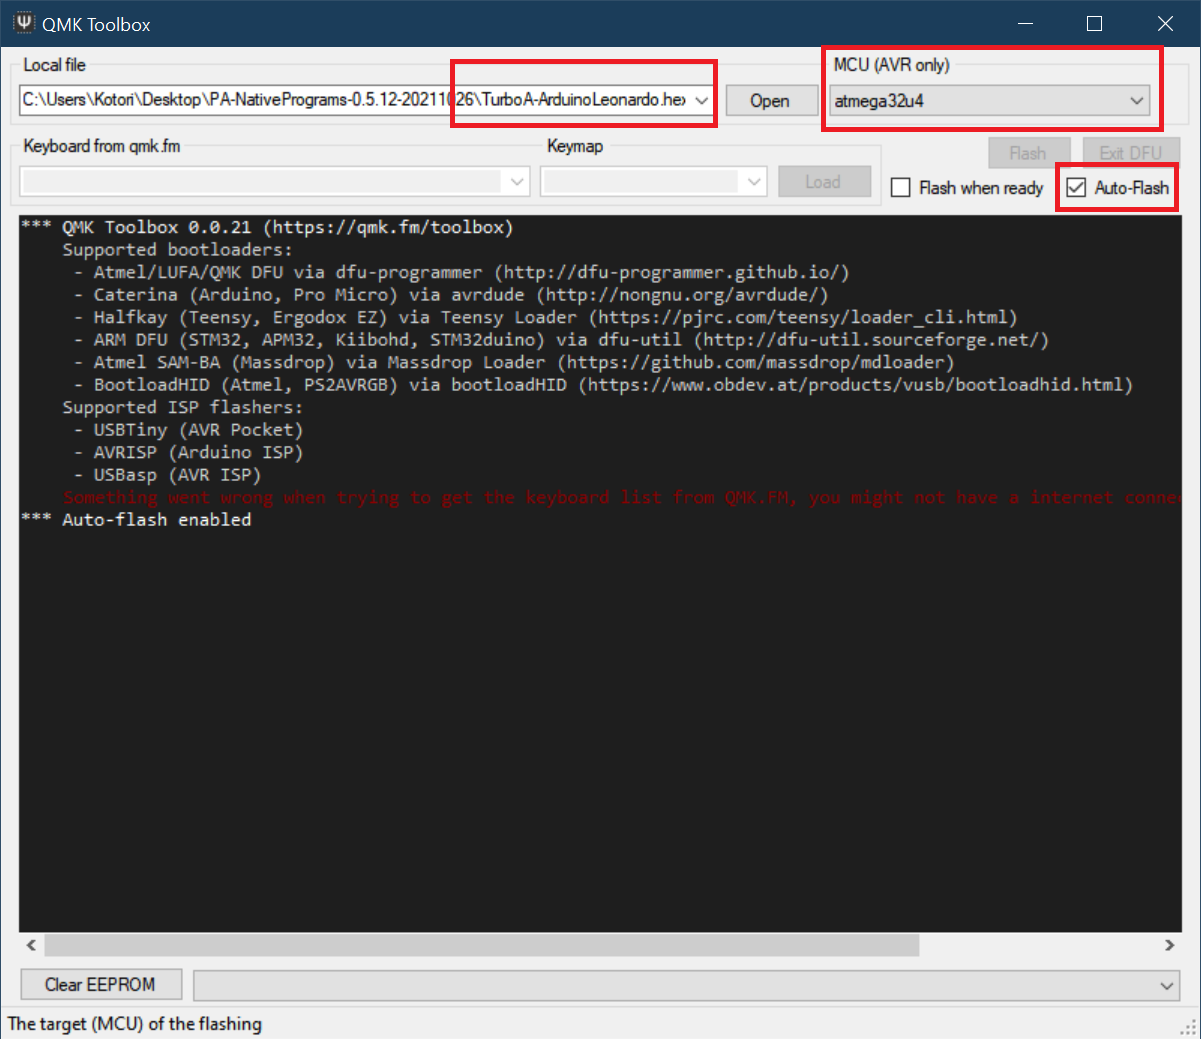 QMK Toolbox
Local file
MCU (AVR only)
C:\Users\Kotori\Desktop\PA-NativePrograms-0.5.12-20211026\TurboA-ArduinoLeonardo.hex
Open
atmega32u4
Keyboard from qmk.fm
Keymap
Flash
Exit DFU
Load
Flash when ready
Auto-Flash
*** QMK Toolbox 0.0.21 (https://qmk.fm/toolbox)
Supported bootloaders:
- Atmel/LUFA/QMK DFU via dfu-programmer (http://dfu-programmer.github.io/)
- Caterina (Arduino, Pro Micro) via avrdude (http://nongnu.org/avrdude/)
- Halfkay (Teensy, Ergodox EZ) via Teensy Loader (https://pjrc.com/teensy/loader_cli.html)
- ARM DFU (STM32, APM32, Kiibohd, STM32duino) via dfu-util (http://dfu-util.sourceforge.net/)
- Atmel SAM-BA (Massdrop) via Massdrop Loader (https://github.com/massdrop/mdloader)
- BootloadHID (Atmel, PS2AVRGB) via bootloadHID (https://www.obdev.at/products/vusb/bootloadhid.html)
Supported ISP flashers:
- USBTiny (AVR Pocket)
- AVRISP (Arduino ISP)
- USBasp (AVR ISP)
Something went wrong when trying to get the keyboard list from QMK.FM, you might not have a internet
*** Auto-flash enabled
Clear EEPROM
The target (MCU) of the flashing